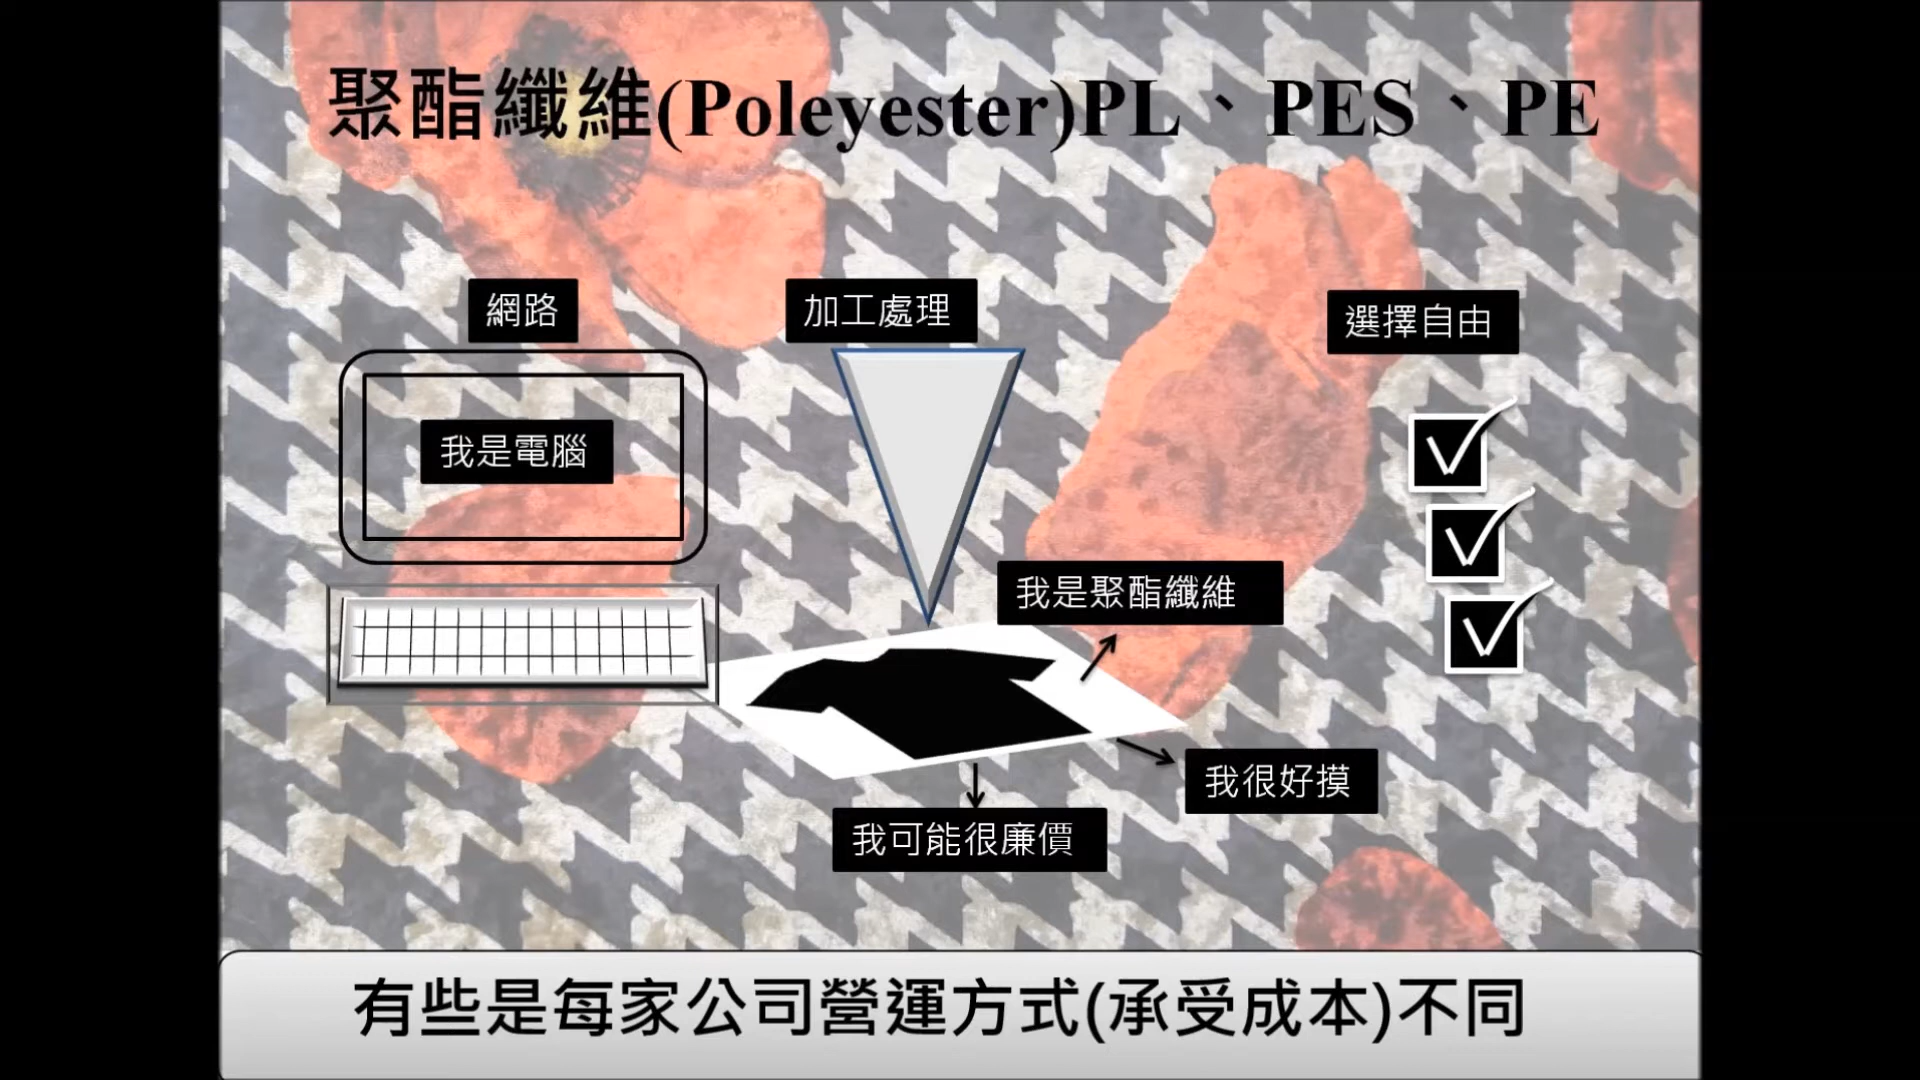 聚酯纖維(Poleyester)PL、PES、PE
網路
加工處理
選擇自由
我是電腦
我是聚酯纖維
我很好摸
我可能很廉價
有些是每家公司營運方式(承受成本)不同